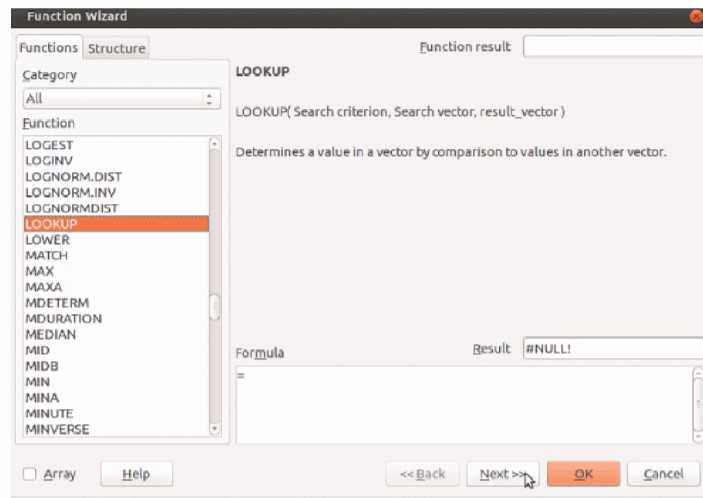 Function Wizard
Functions Structure
Function result
Category
All
Function
LOGEST
LOGINV
LOGNORM.DIST
LOGNORM.INV
LOGNORMDIST
LOOKUP
LOWER
MATCH
MAX
MAXA
MDETERM
MDURATION
MEDIAN
MID
MIDB
MIN
MINA
MINUTE
MINVERSE
LOOKUP
LOOKUP( Search criterion, Search vector, result_vector )
Determines a value in a vector by comparison to values in another vector.
Formula
Result #NULL!
=
Array Help << Back Next >> OK Cancel